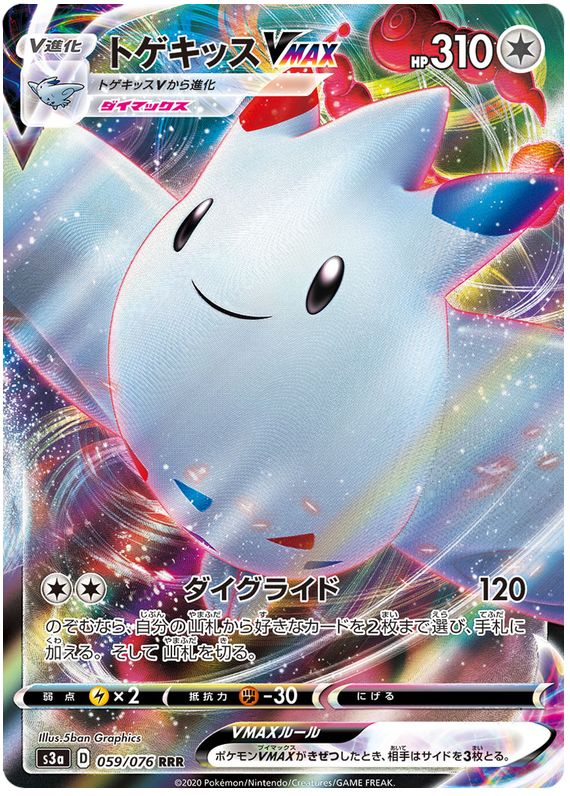 V進化
トゲキッスVMAX
HP310
トゲキッスVから進化
ダイマックス
ダイグライド 120
のぞむなら、自分の山札から好きなカードを2枚まで選び、手札に
加える。そして山札を切る。
弱点 ×2 抵抗力 -30 にげる
Illus.5ban Graphics
VMAXルール
s3a D 059/076 RRR
ポケモンVMAXがきぜつしたとき、相手はサイドを3枚とる。
©2020 Pokémon/Nintendo/Creatures/GAME FREAK.